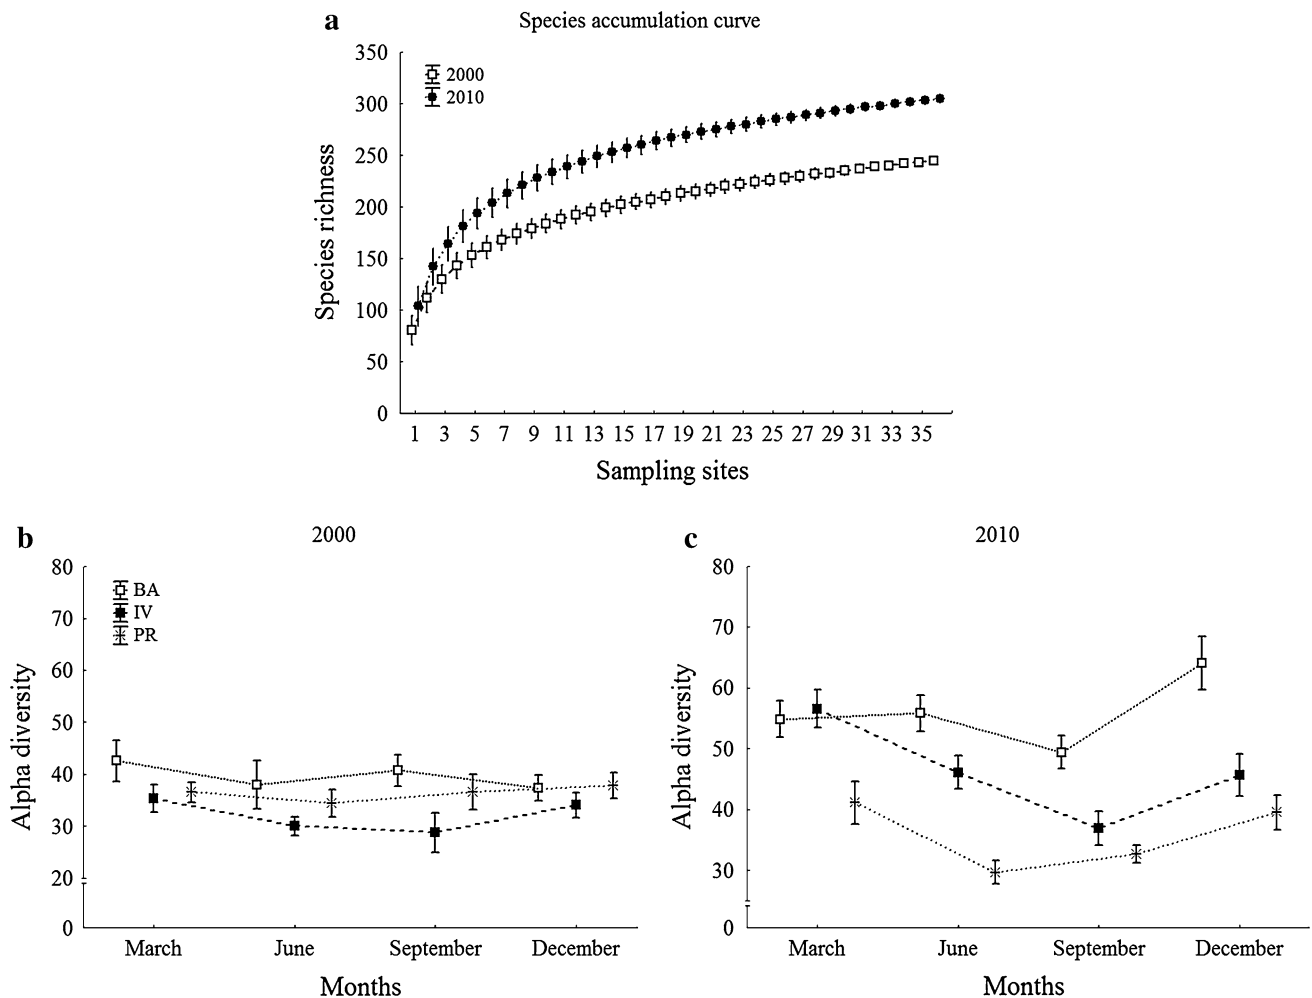 a
Species accumulation curve
350
300
250
200
150
100
50
0
Species richness
2000
2010
1 3 5 7 9 11 13 15 17 19 21 23 25 27 29 31 33 35
Sampling sites
b
2000
80
70
60
50
40
30
20
0
Alpha diversity
BA
IV
PR
March June September December
Months
c
2010
80
70
60
50
40
30
0
Alpha diversity
March June September December
Months